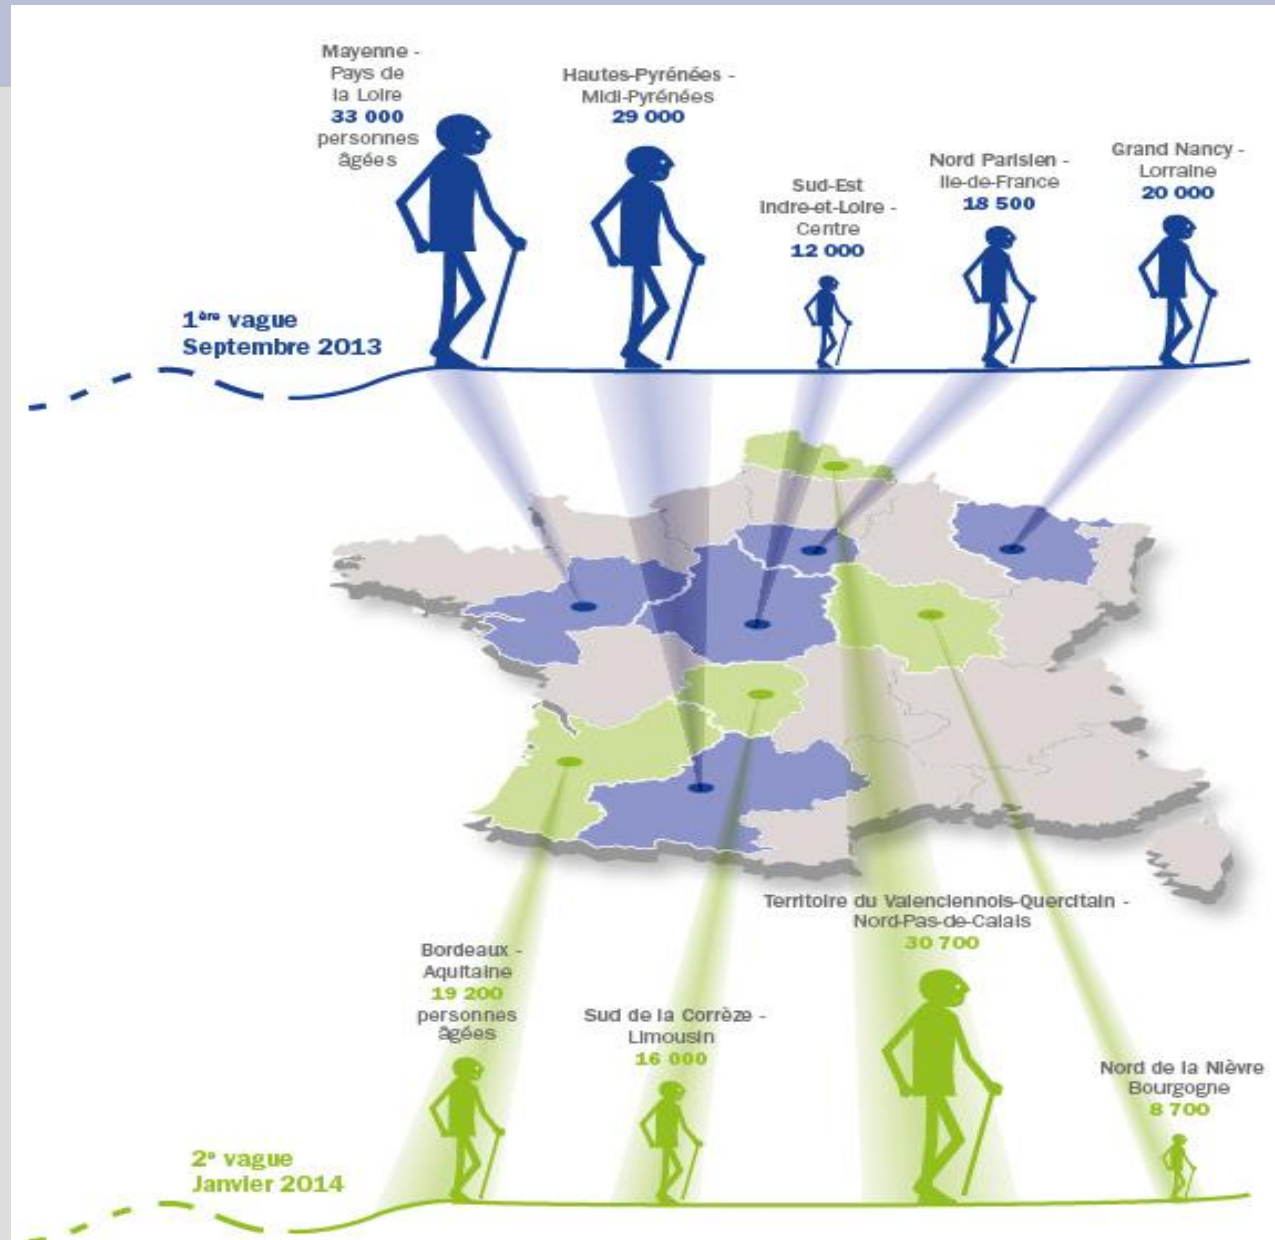 Mayenne -
Pays de
la Loire
33 000
personnes
âgées
Hautes-Pyrénées -
Midi-Pyrénées
29 000
Sud-Est
Indre-et-Loire -
Centre
12 000
Nord Parisien -
Ile-de-France
18 500
Grand Nancy -
Lorraine
20 000
1ère vague
Septembre 2013
Territoire du Valenciennois-Quercitain -
Nord-Pas-de-Calais
30 700
Bordeaux -
Aquitaine
19 200
personnes
âgées
Sud de la Corrèze -
Limousin
16 000
Nord de la Nièvre
Bourgogne
8 700
2e vague
Janvier 2014